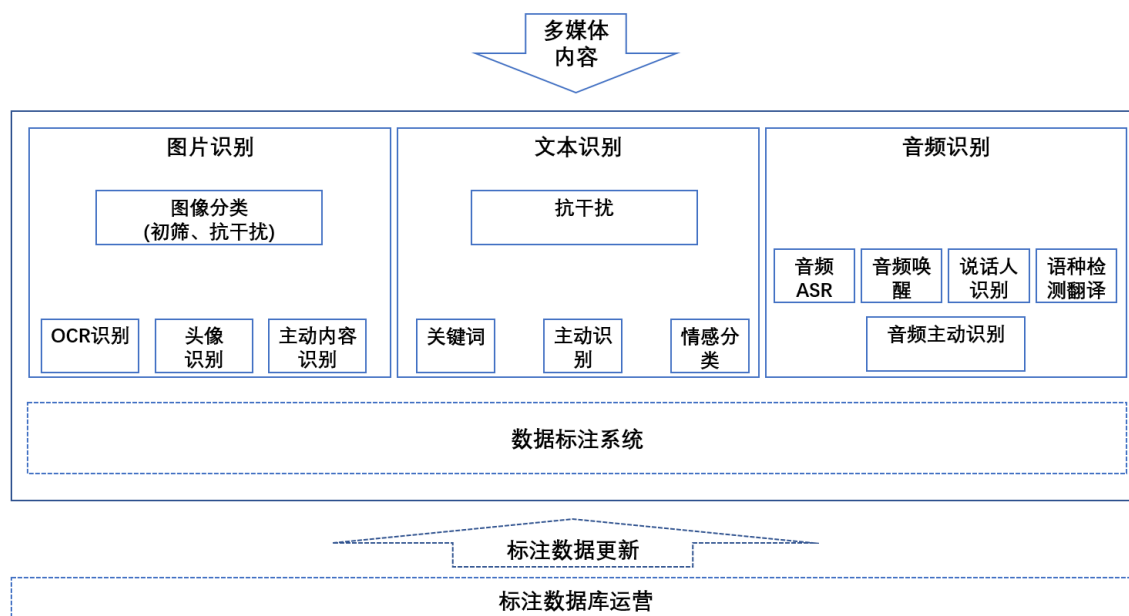 多媒体
内容
图片识别
图像分类
(初筛、抗干扰)
OCR识别
头像
识别
主动内容
识别
文本识别
抗干扰
关键词
主动识
别
情感分
类
音频识别
音频
ASR
音频唤
醒
说话人
识别
语种检
测翻译
音频主动识别
数据标注系统
标注数据更新
标注数据库运营